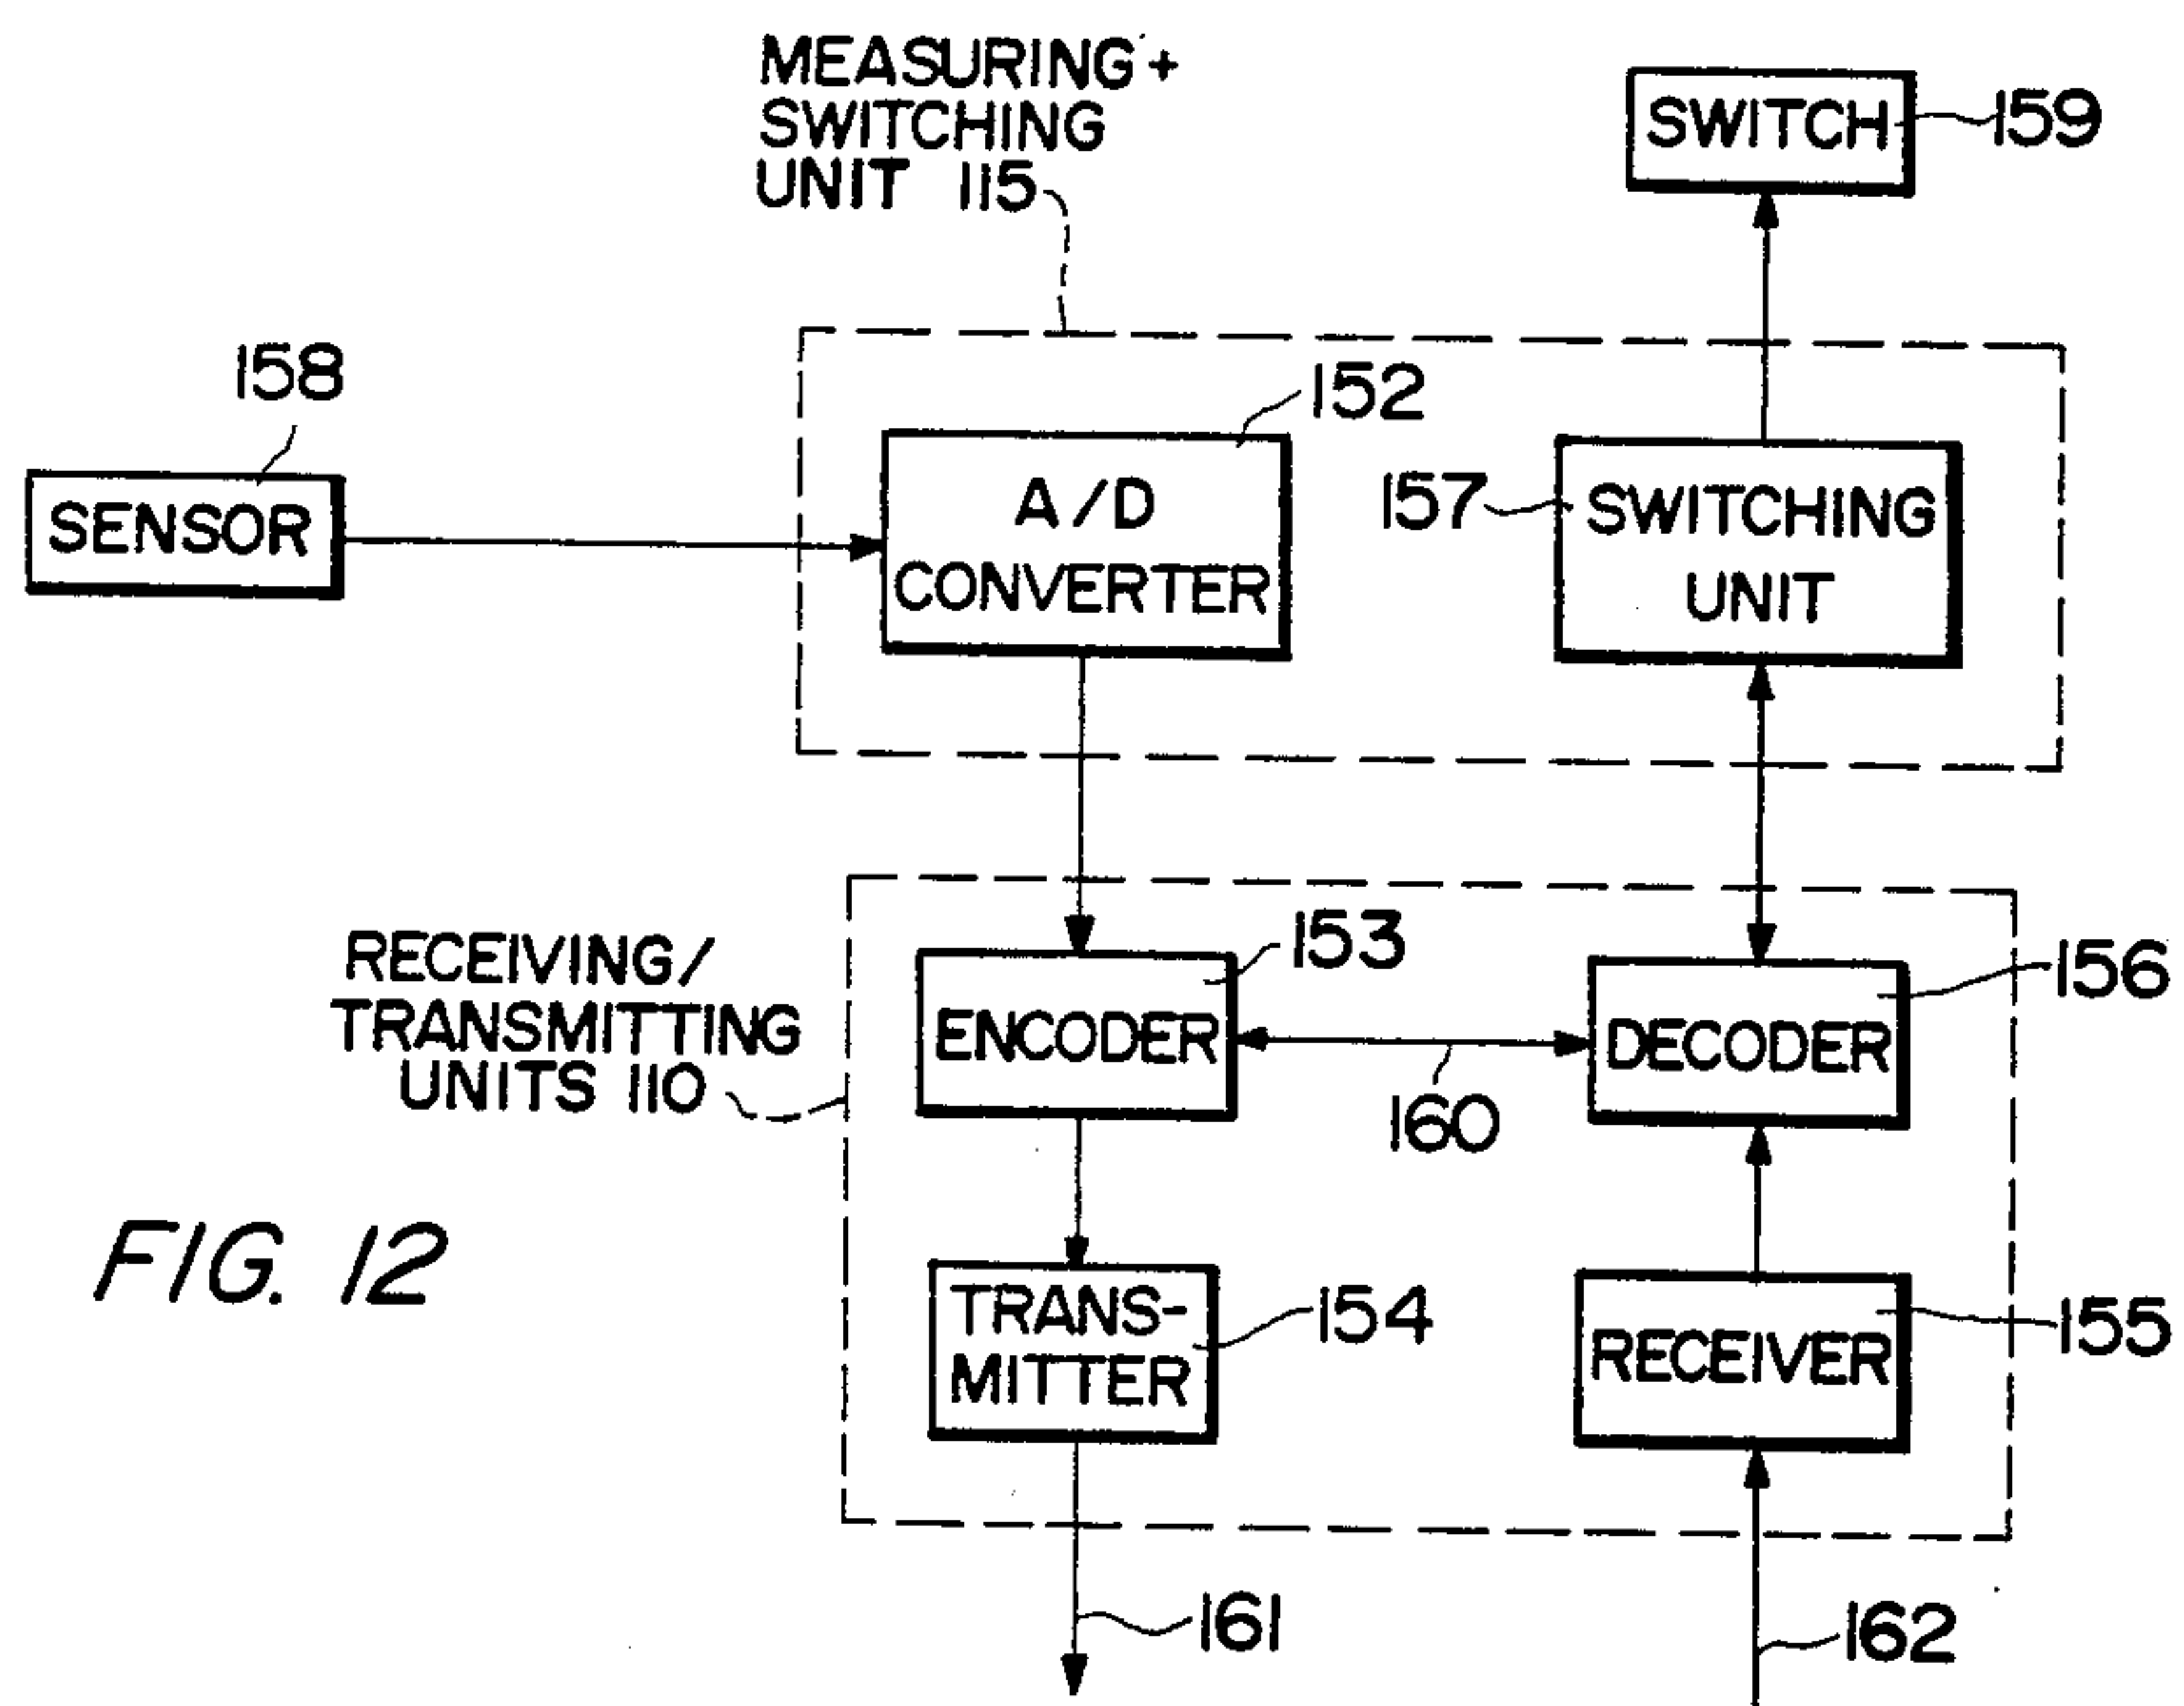 MEASURING +
SWITCHING
UNIT 115
SWITCH
159
158
SENSOR
152
A/D
CONVERTER
157
SWITCHING
UNIT
RECEIVING/
TRANSMITTING
UNITS 110
153
ENCODER
160
156
DECODER
FIG. 12
TRANS-
MITTER
154
RECEIVER
155
161
162